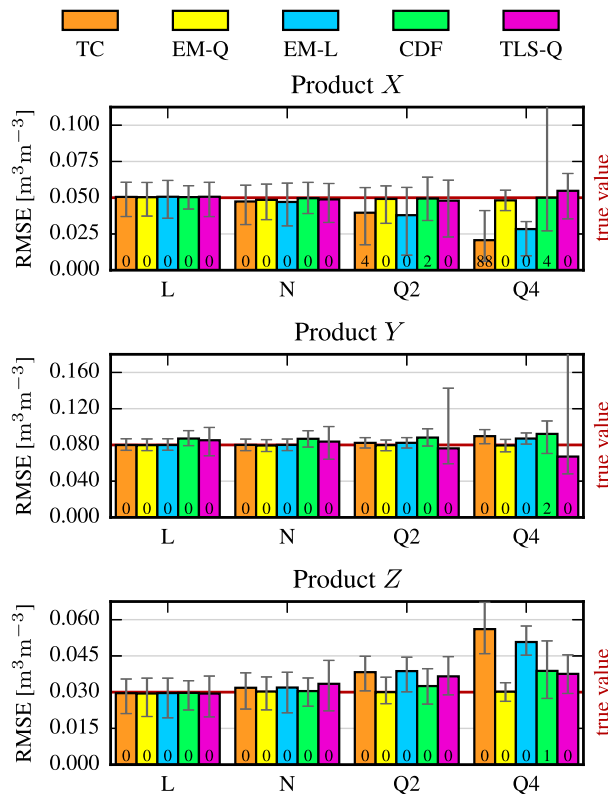 TC EM-Q EM-L CDF TLS-Q
Product X
RMSE [m³m⁻³]
0.100
0.075
0.050
0.025
0.000
0 0 0 0 0 0 0 0 0 0 4 0 0 2 0 88 0 0 4 0
L N Q2 Q4
true value
Product Y
RMSE [m³m⁻³]
0.160
0.120
0.080
0.040
0.000
0 0 0 0 0 0 0 0 0 0 0 0 0 0 0 0 0 0 2 0
L N Q2 Q4
true value
Product Z
RMSE [m³m⁻³]
0.060
0.045
0.030
0.015
0.000
0 0 0 0 0 0 0 0 0 0 0 0 0 0 0 0 0 0 1 0
L N Q2 Q4
true value